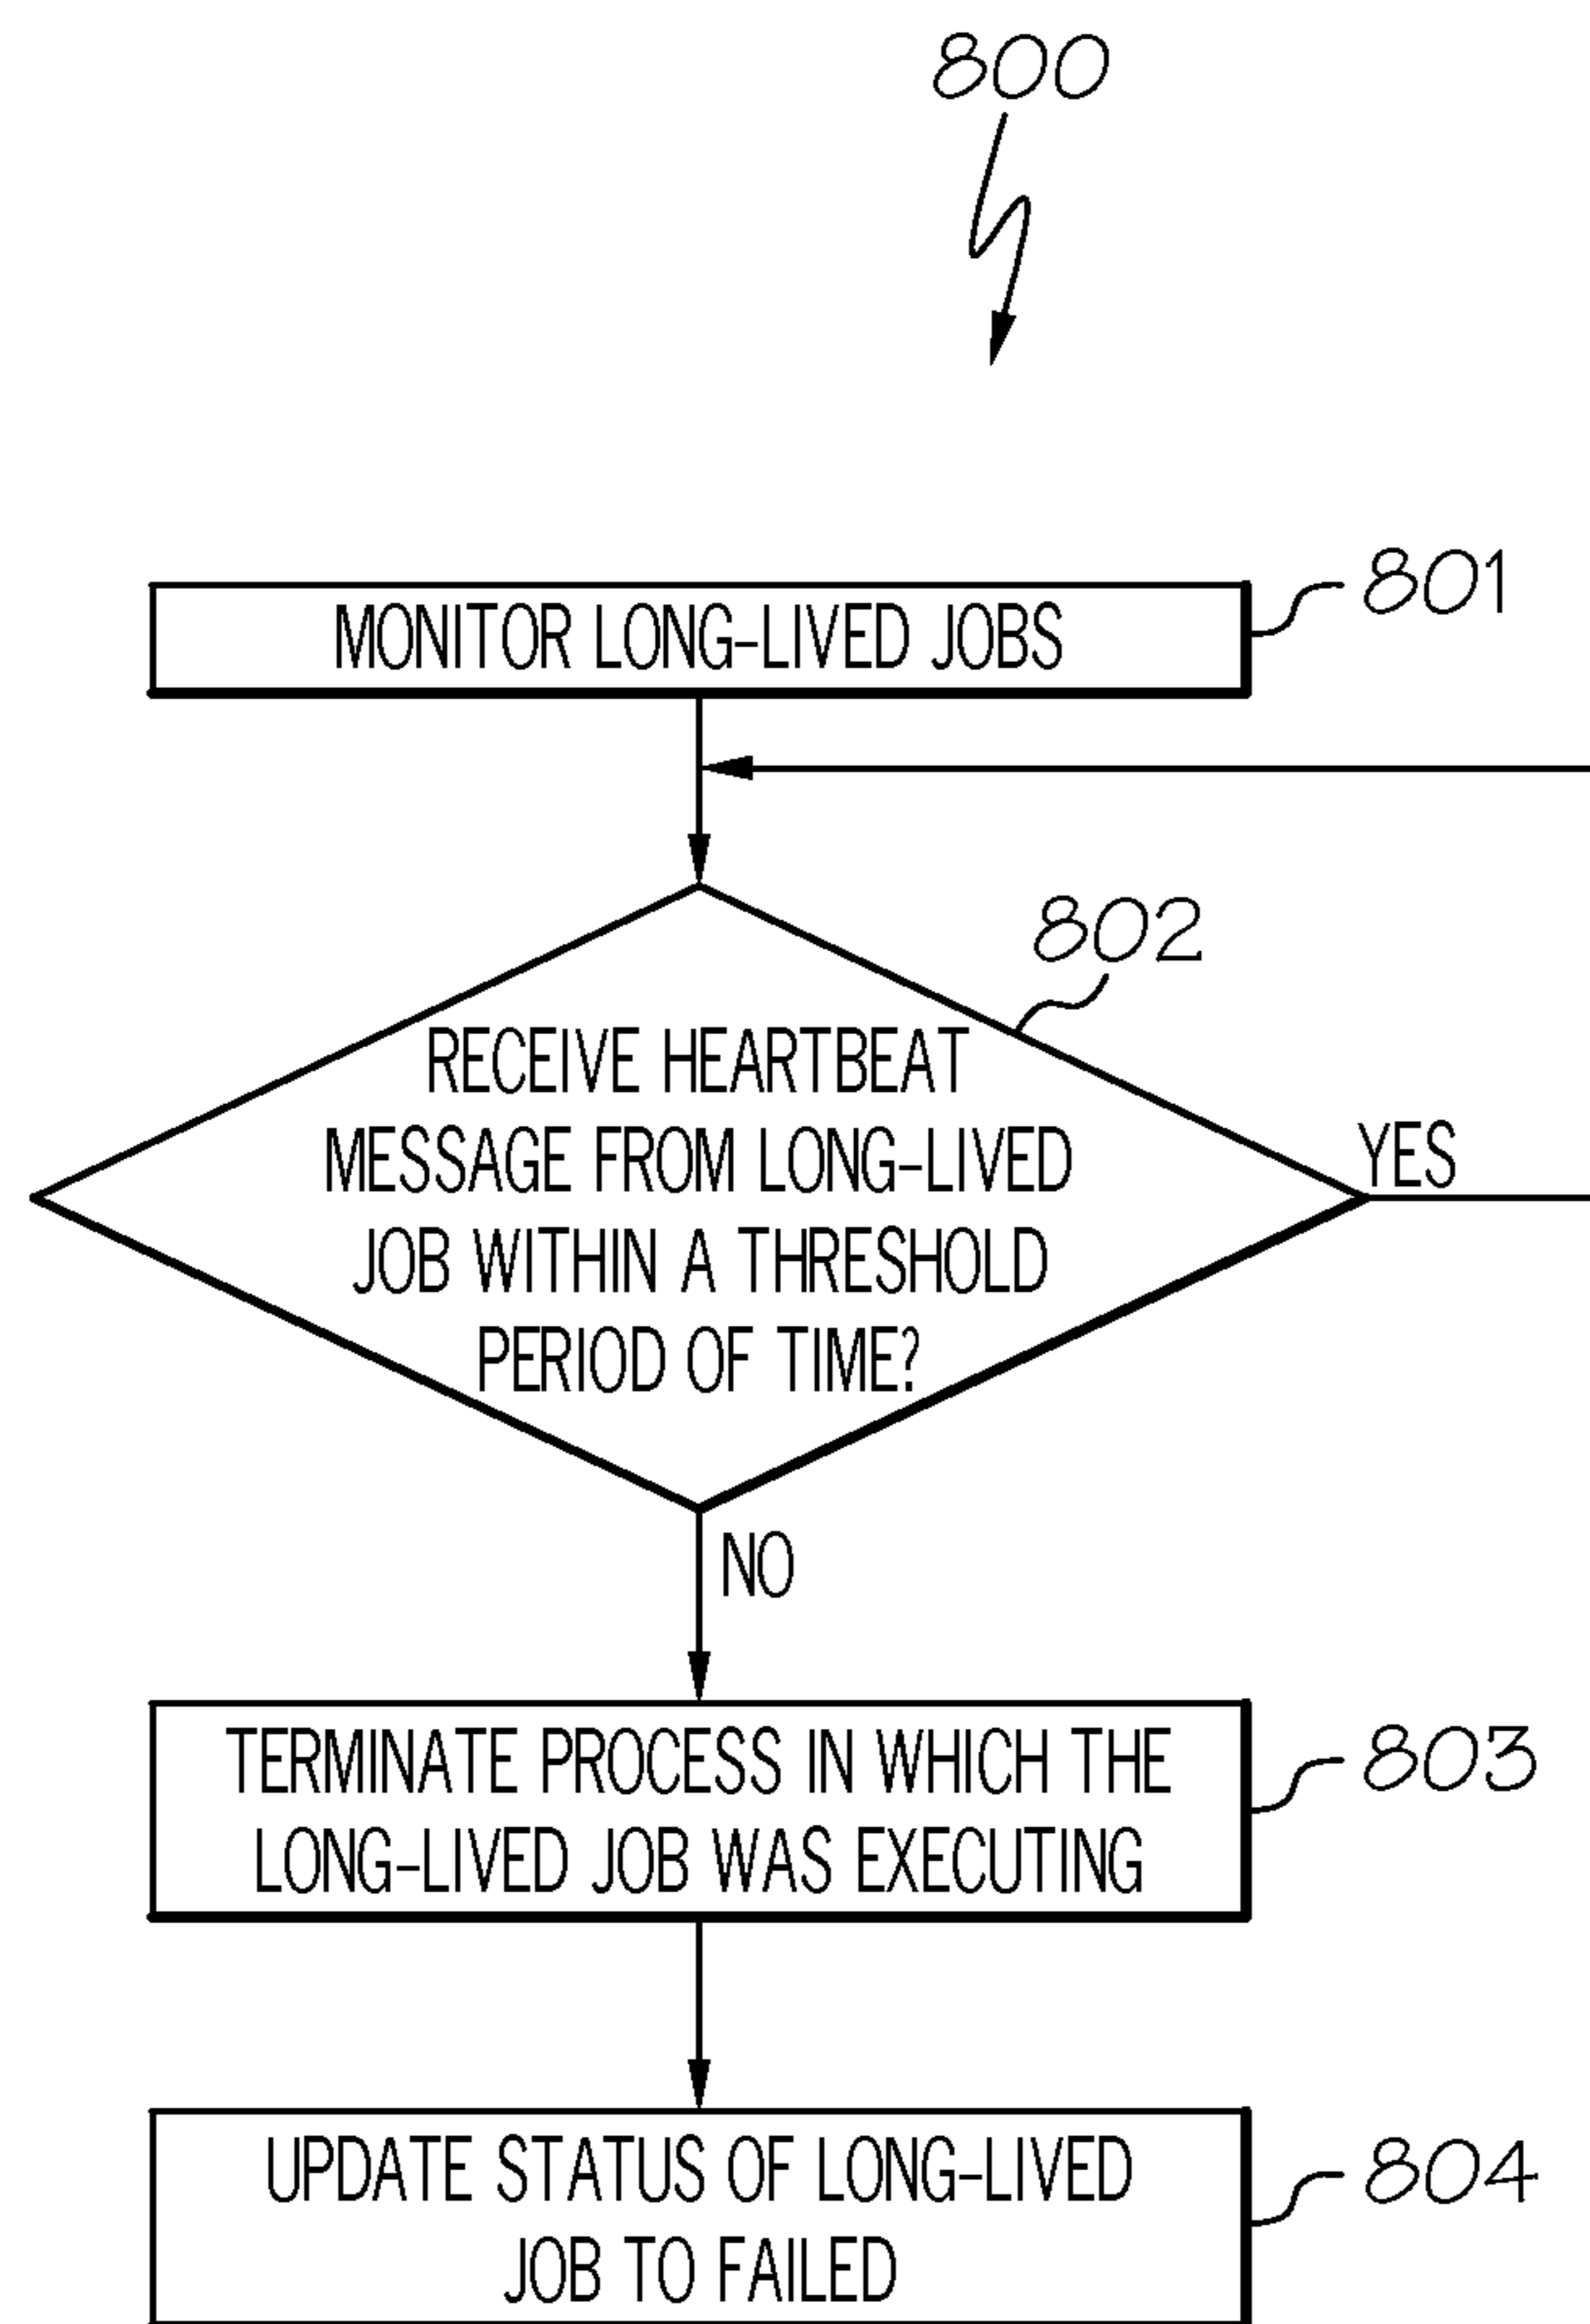 800
MONITOR LONG-LIVED JOBS
801
802
RECEIVE HEARTBEAT
MESSAGE FROM LONG-LIVED
JOB WITHIN A THRESHOLD
PERIOD OF TIME?
YES
NO
TERMINATE PROCESS IN WHICH THE
LONG-LIVED JOB WAS EXECUTING
803
UPDATE STATUS OF LONG-LIVED
JOB TO FAILED
804